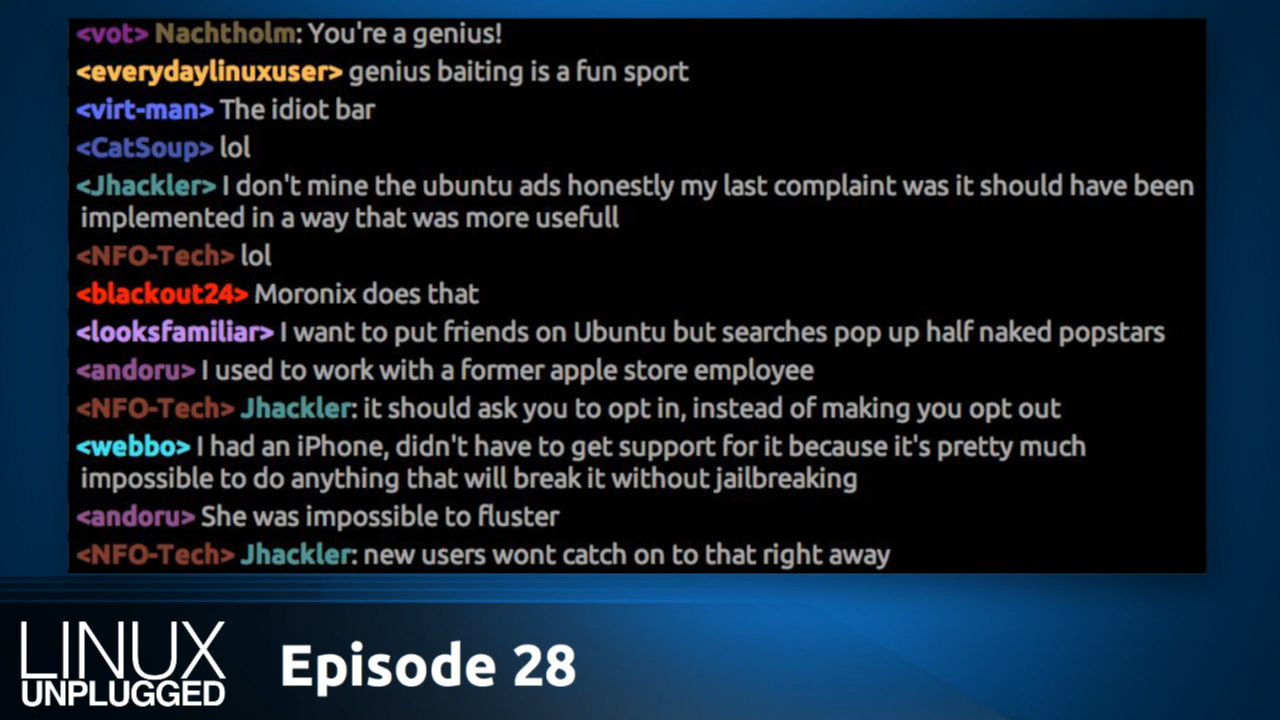 <vot> Nachtholm: You're a genius!
<everydaylinuxuser> genius baiting is a fun sport
<virt-man> The idiot bar
<CatSoup> lol
<Jhackler> I don't mine the ubuntu ads honestly my last complaint was it should have been
implemented in a way that was more usefull
<NFO-Tech> lol
<blackout24> Moronix does that
<looksfamiliar> I want to put friends on Ubuntu but searches pop up half naked popstars
<andoru> I used to work with a former apple store employee
<NFO-Tech> Jhackler: it should ask you to opt in, instead of making you opt out
<webbo> I had an iPhone, didn't have to get support for it because it's pretty much
impossible to do anything that will break it without jailbreaking
<andoru> She was impossible to fluster
<NFO-Tech> Jhackler: new users wont catch on to that right away
LINUX
UNPLUGGED
Episode 28